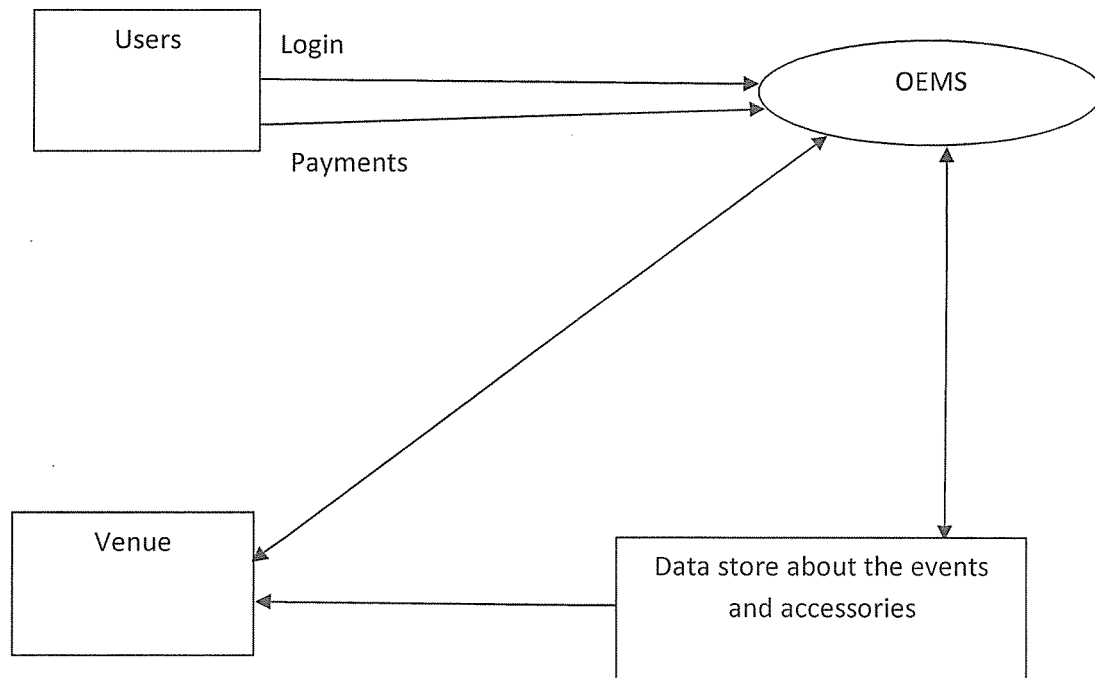 Users
Login
OEMS
Payments
Venue
Data store about the events
and accessories